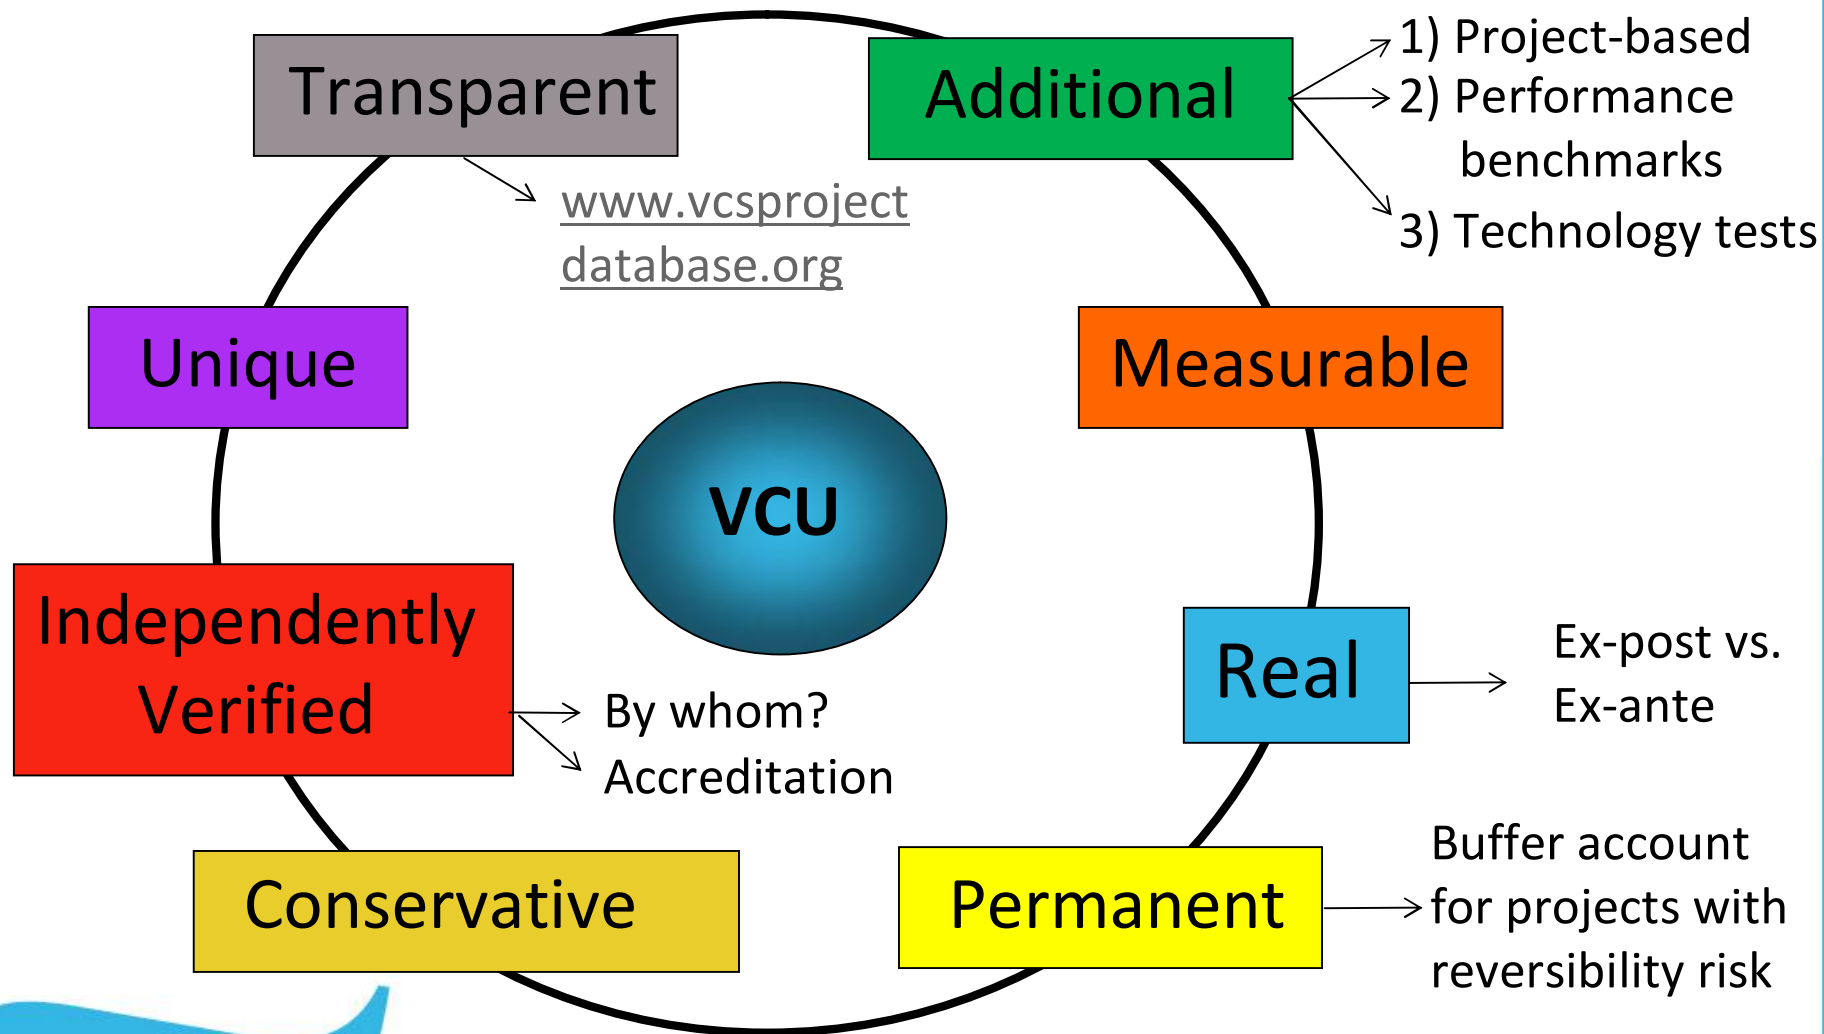 Transparent
www.vcsproject
database.org
Additional
1) Project-based
2) Performance
benchmarks
3) Technology tests
Unique
Measurable
VCU
Independently
Verified
By whom?
Accreditation
Real
Ex-post vs.
Ex-ante
Conservative
Permanent
Buffer account
for projects with
reversibility risk